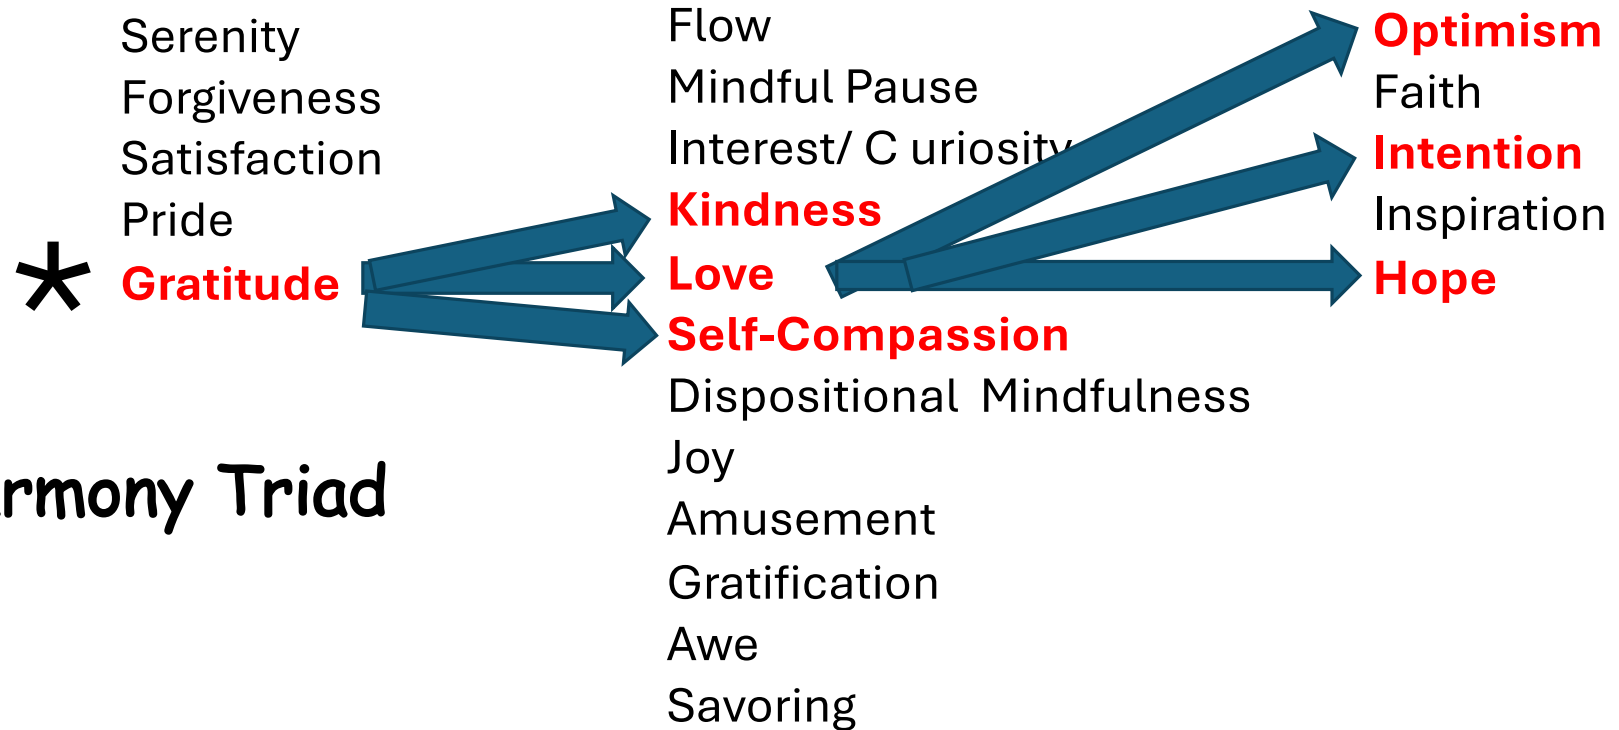 Serenity
Forgiveness
Satisfaction
Pride
* Gratitude
Flow
Mindful Pause
Interest/ C uriosity
Kindness
Love
Self-Compassion
Dispositional  Mindfulness
Joy
Amusement
Gratification
Awe
Savoring
Optimism
Faith
Intention
Inspiration
Hope
rmony Triad